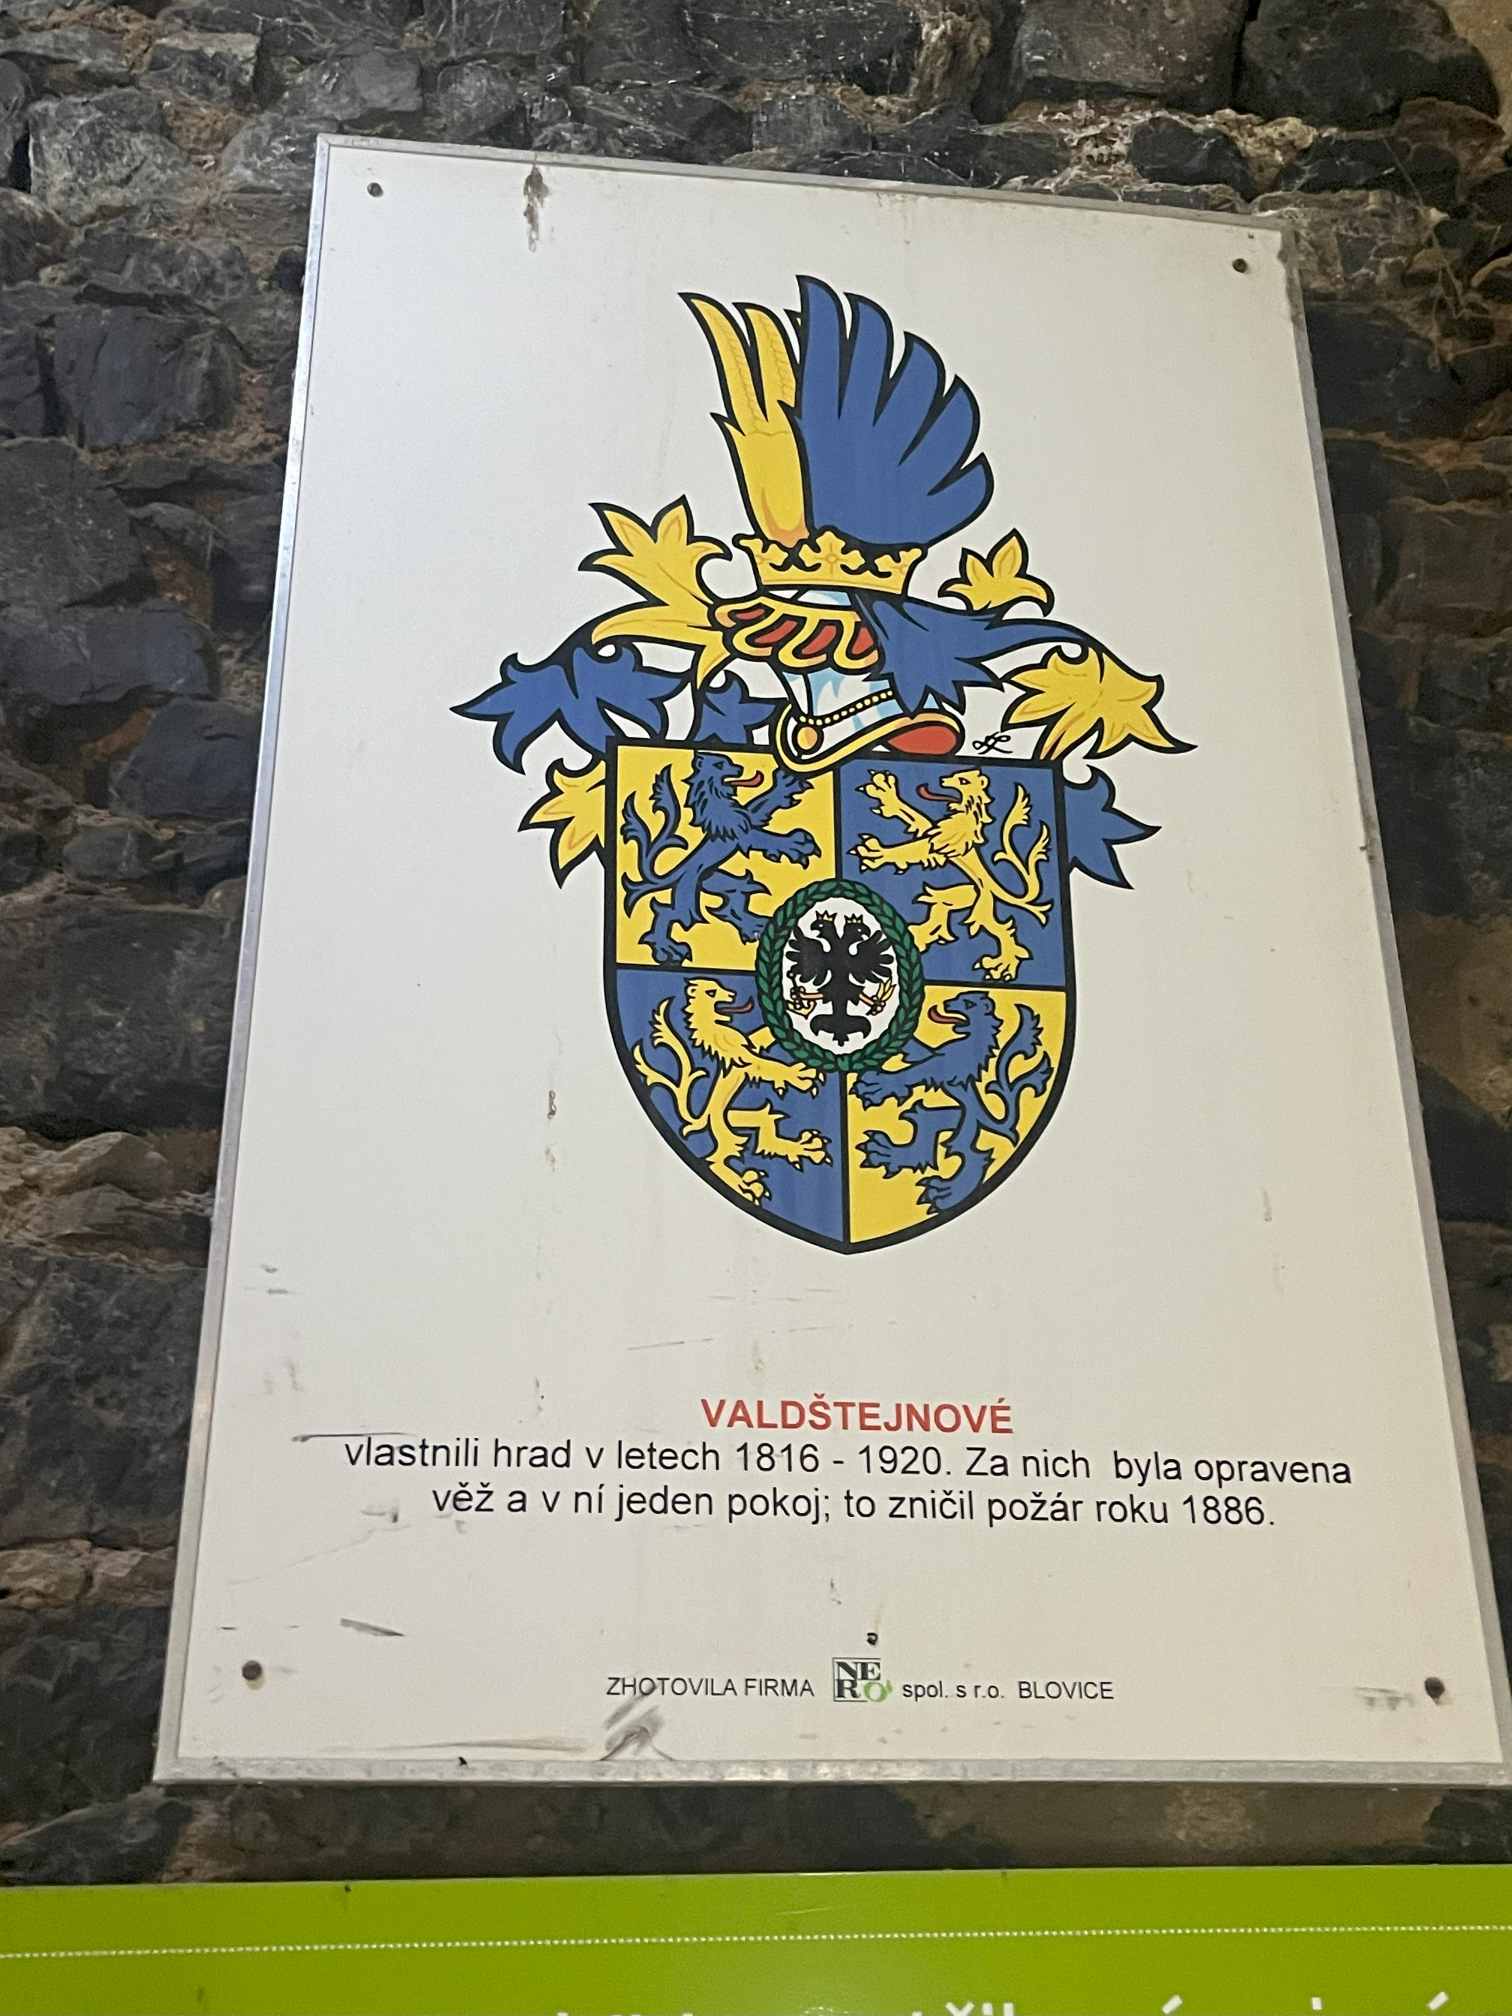 VALDŠTEJNOVÉ
vlastnili hrad v letech 1816 - 1920. Za nich byla opravena
věž a v ní jeden pokoj; to zničil požár roku 1886.
ZHOTOVILA FIRMA NERO spol. s r.o. BLOVICE